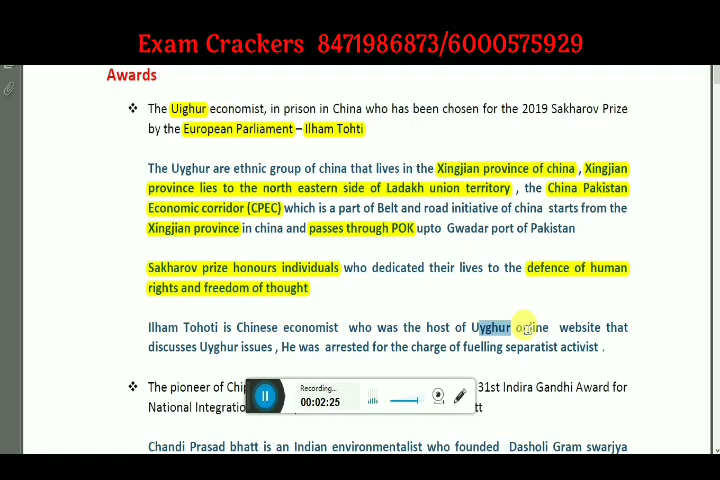 Exam Crackers 8471986873/6000575929
Awards
❖ The Uighur economist, in prison in China who has been chosen for the 2019 Sakharov Prize
by the European Parliament – Ilham Tohti
The Uyghur are ethnic group of china that lives in the Xingjian province of china , Xingjian
province lies to the north eastern side of Ladakh union territory , the China Pakistan
Economic corridor (CPEC) which is a part of Belt and road initiative of china starts from the
Xingjian province in china and passes through POK upto Gwadar port of Pakistan
Sakharov prize honours individuals who dedicated their lives to the defence of human
rights and freedom of thought
Ilham Tohoti is Chinese economist who was the host of Uyghur online website that
discusses Uyghur issues , He was arrested for the charge of fuelling separatist activist .
❖ The pioneer of 31st Indira Gandhi Award for
National
Recording...
00:02:25
Chandi Prasad bhatt is an Indian environmentalist who founded Dasholi Gram swarjya